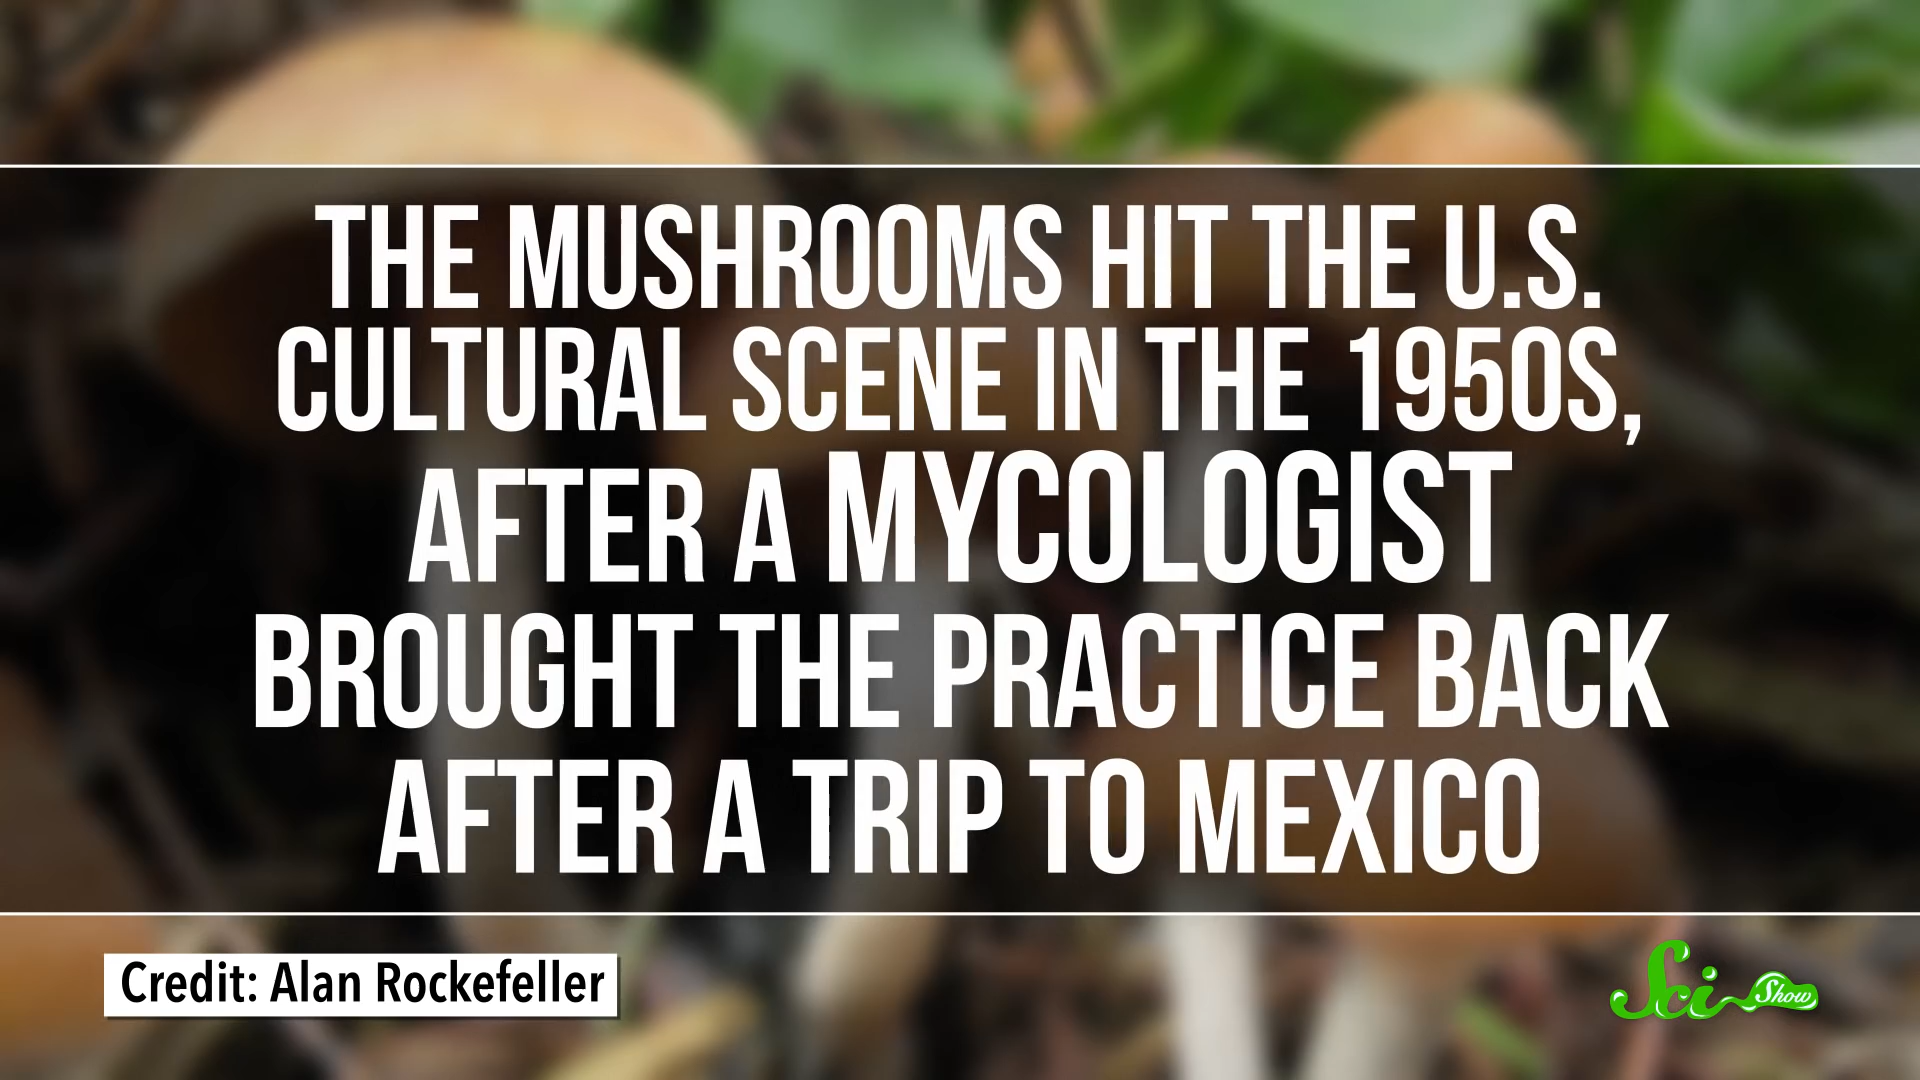 THE MUSHROOMS HIT THE U.S.
CULTURAL SCENE IN THE 1950S,
AFTER A MYCOLOGIST
BROUGHT THE PRACTICE BACK
AFTER A TRIP TO MEXICO
Credit: Alan Rockefeller
Sci Show